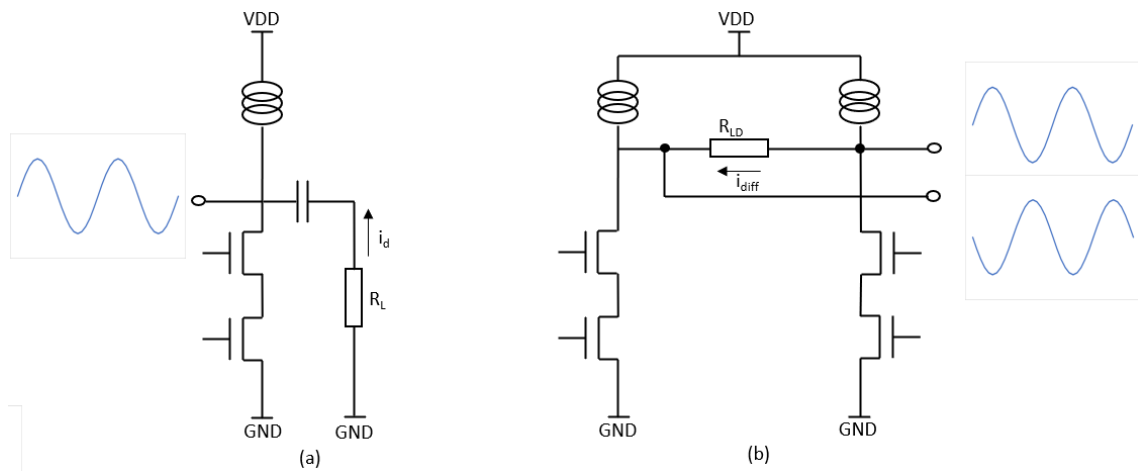 VDD
i_d
R_L
GND
GND
(a)
VDD
R_LD
i_diff
GND
GND
(b)